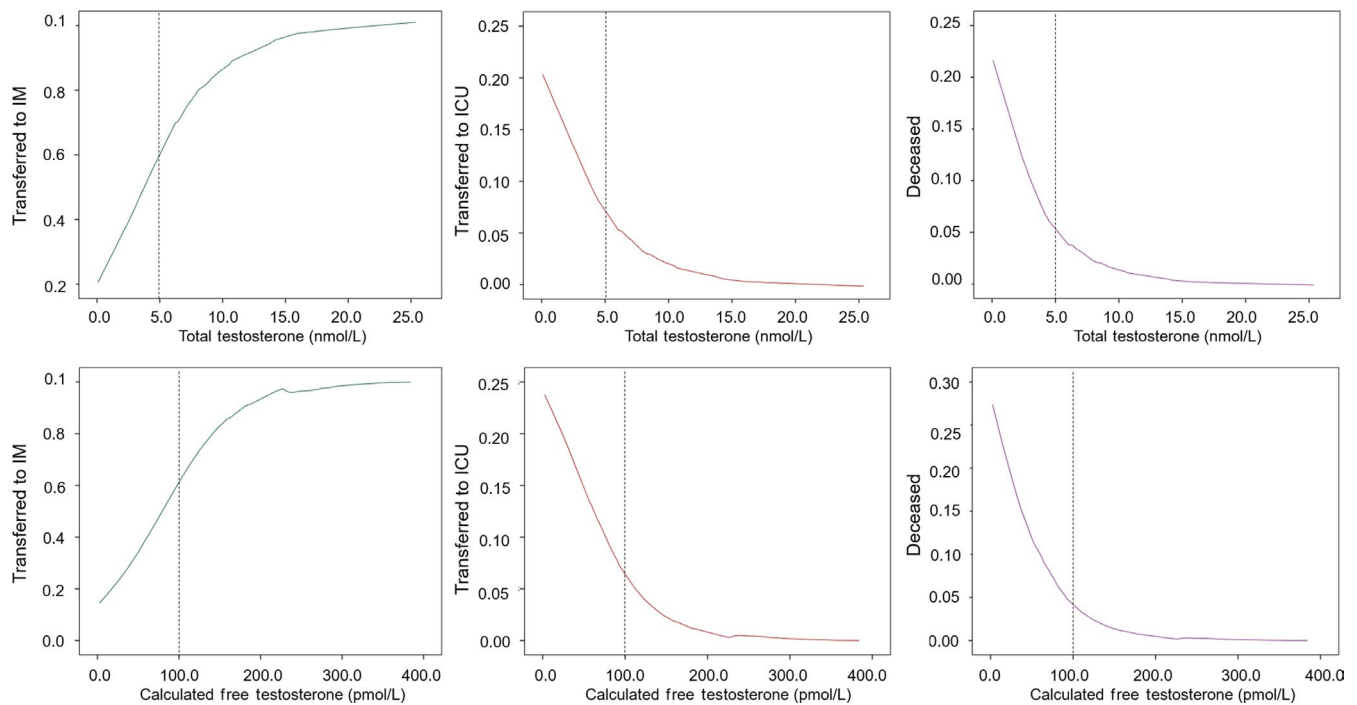 Transferred to IM
0.1
0.8
0.6
0.4
0.2
0.0 5.0 10.0 15.0 20.0 25.0
Total testosterone (nmol/L)
Transferred to ICU
0.25
0.20
0.15
0.10
0.05
0.00
0.0 5.0 10.0 15.0 20.0 25.0
Total testosterone (nmol/L)
Deceased
0.25
0.20
0.15
0.10
0.05
0.00
0.0 5.0 10.0 15.0 20.0 25.0
Total testosterone (nmol/L)
Transferred to IM
0.1
0.8
0.6
0.4
0.2
0.0
0.0 100.0 200.0 300.0 400.0
Calculated free testosterone (pmol/L)
Transferred to ICU
0.25
0.20
0.15
0.10
0.05
0.00
0.0 100.0 200.0 300.0 400.0
Calculated free testosterone (pmol/L)
Deceased
0.30
0.25
0.20
0.15
0.10
0.05
0.00
0.0 100.0 200.0 300.0 400.0
Calculated free testosterone (pmol/L)